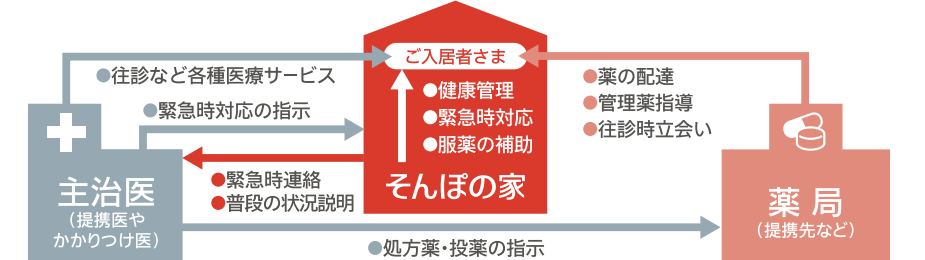 ご入居者さま
●健康管理
●緊急時対応
●服薬の補助
そんぽの家
●往診など各種医療サービス
●緊急時対応の指示
●緊急時連絡
●普段の状況説明
主治医
（提携医や
かかりつけ医）
●薬の配達
●管理薬指導
●往診時立会い
薬局
（提携先など）
●処方薬・投薬の指示